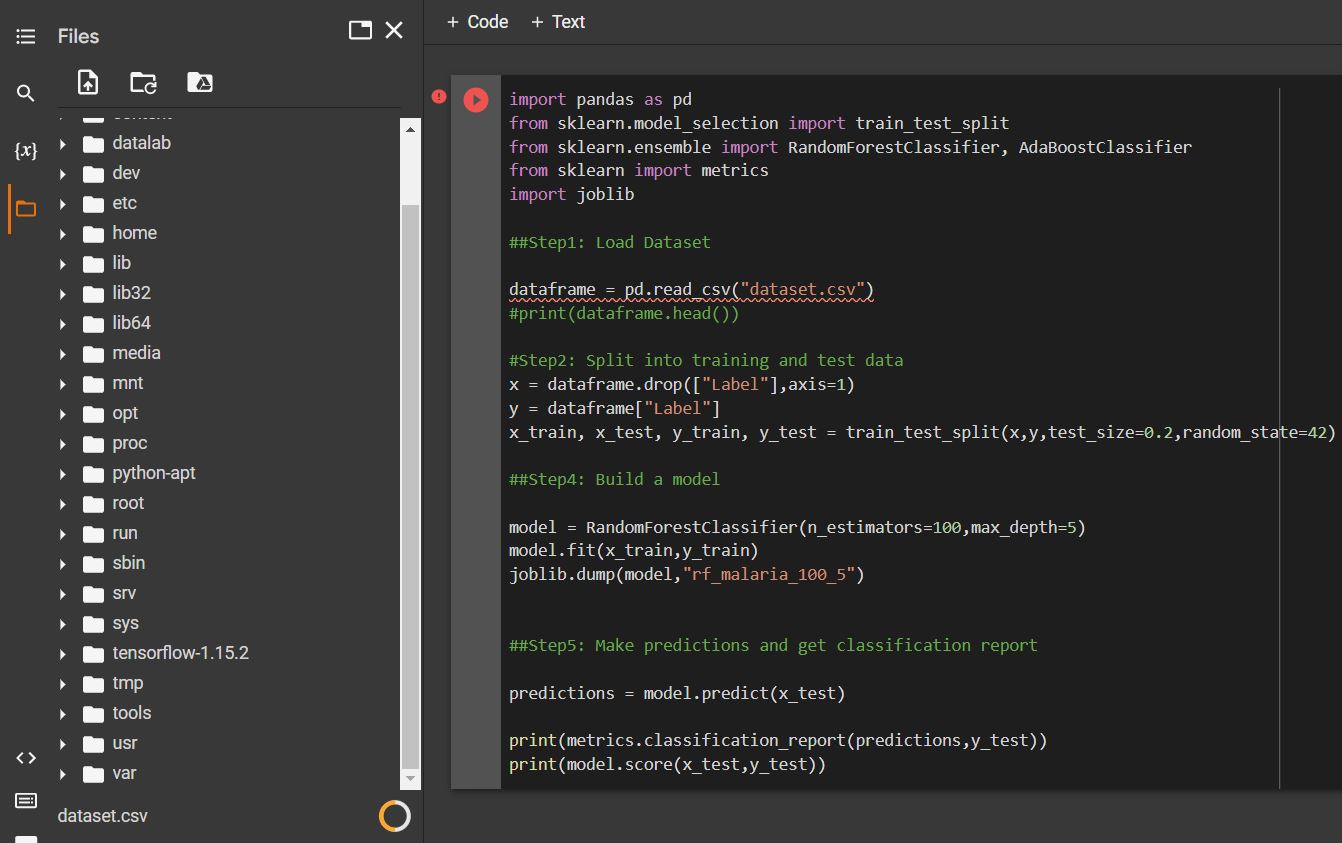 Files
+ Code + Text
{x}
content
datalab
dev
etc
home
lib
lib32
lib64
media
mnt
opt
proc
python-apt
root
run
sbin
srv
sys
tensorflow-1.15.2
tmp
tools
usr
var
dataset.csv
import pandas as pd
from sklearn.model_selection import train_test_split
from sklearn.ensemble import RandomForestClassifier, AdaBoostClassifier
from sklearn import metrics
import joblib
##Step1: Load Dataset
dataframe = pd.read_csv("dataset.csv")
#print(dataframe.head())
#Step2: Split into training and test data
x = dataframe.drop(["Label"],axis=1)
y = dataframe["Label"]
x_train, x_test, y_train, y_test = train_test_split(x,y,test_size=0.2,random_state=42)
##Step4: Build a model
model = RandomForestClassifier(n_estimators=100,max_depth=5)
model.fit(x_train,y_train)
joblib.dump(model,"rf_malaria_100_5")
##Step5: Make predictions and get classification report
predictions = model.predict(x_test)
print(metrics.classification_report(predictions,y_test))
print(model.score(x_test,y_test))